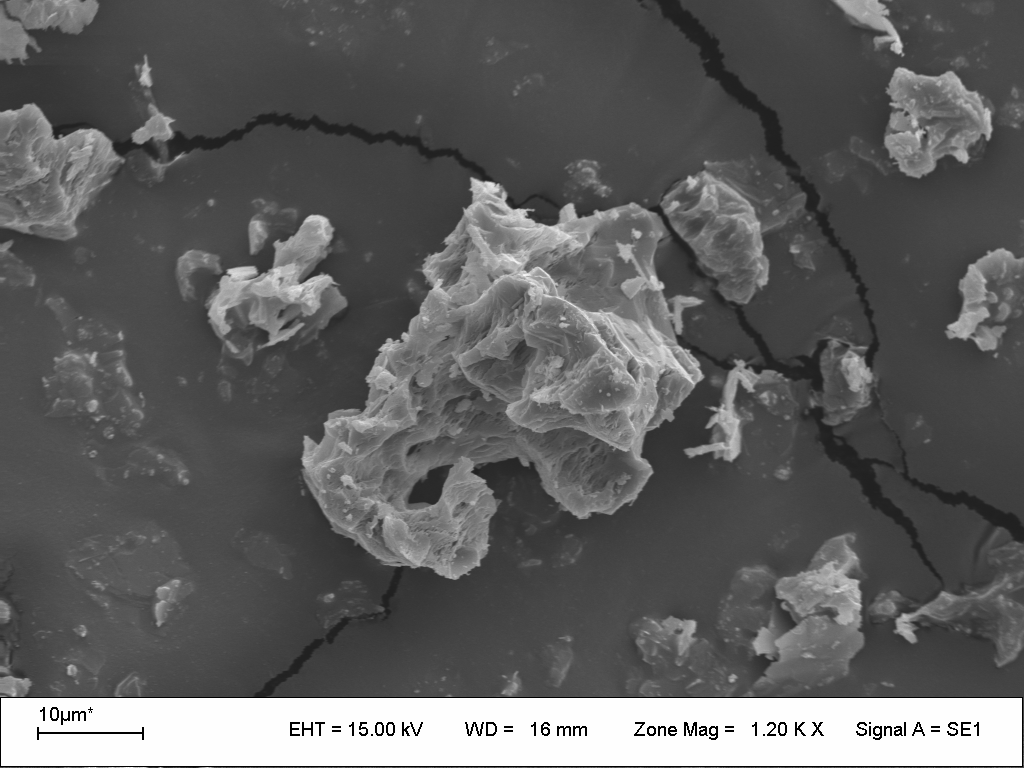 10µm*
EHT = 15.00 kV WD = 16 mm Zone Mag = 1.20 K X Signal A = SE1